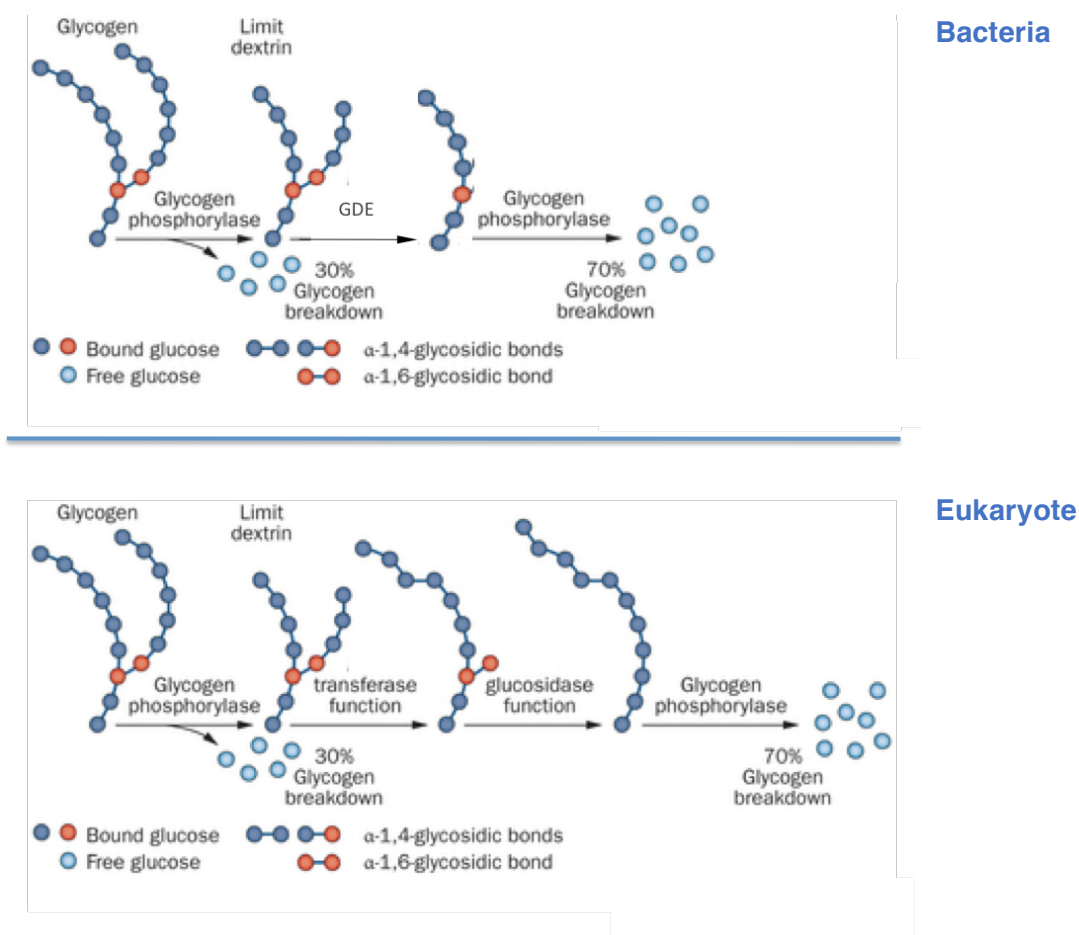 Glycogen
Limit
dextrin
Bacteria
Glycogen
phosphorylase
GDE
Glycogen
phosphorylase
30%
Glycogen
breakdown
70%
Glycogen
breakdown
Bound glucose
α-1,4-glycosidic bonds
Free glucose
α-1,6-glycosidic bond
Glycogen
Limit
dextrin
Eukaryote
Glycogen
phosphorylase
transferase
function
glucosidase
function
Glycogen
phosphorylase
30%
Glycogen
breakdown
70%
Glycogen
breakdown
Bound glucose
α-1,4-glycosidic bonds
Free glucose
α-1,6-glycosidic bond